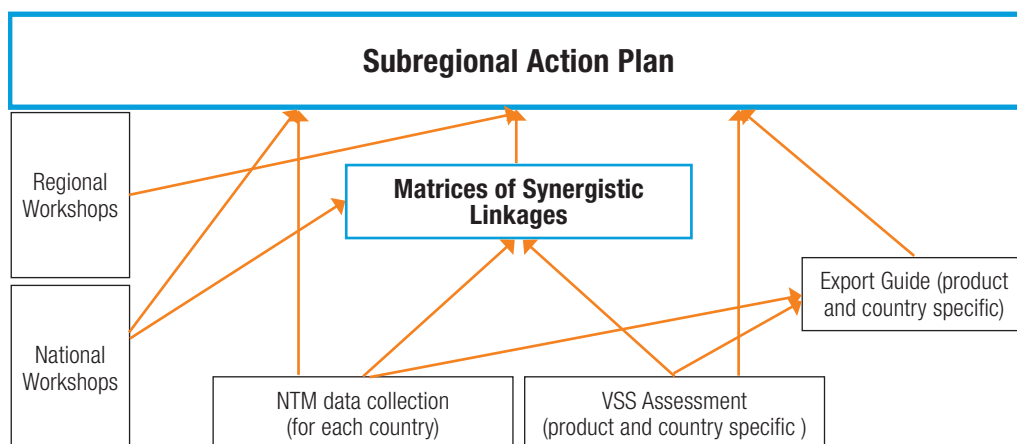 Subregional Action Plan
Regional
Workshops
Matrices of Synergistic
Linkages
Export Guide (product
and country specific)
National
Workshops
NTM data collection
(for each country)
VSS Assessment
(product and country specific )